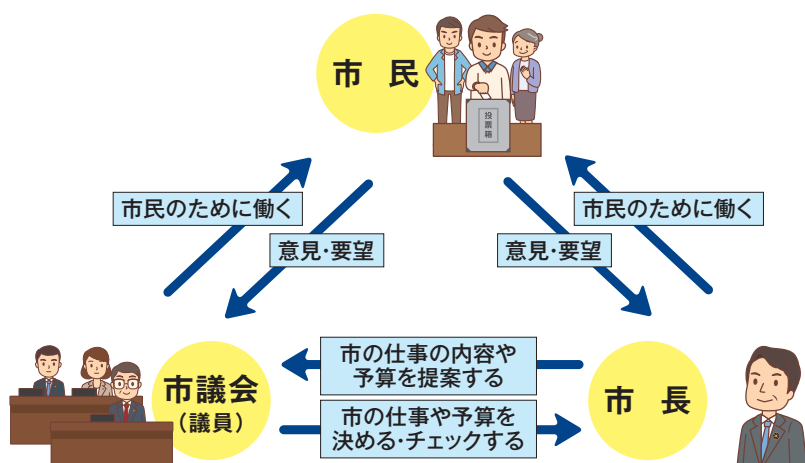 市 民
投票箱
市民のために働く
市民のために働く
意見・要望
意見・要望
市の仕事の内容や
予算を提案する
市議会
（議員）
市 長
市の仕事や予算を
決める・チェックする